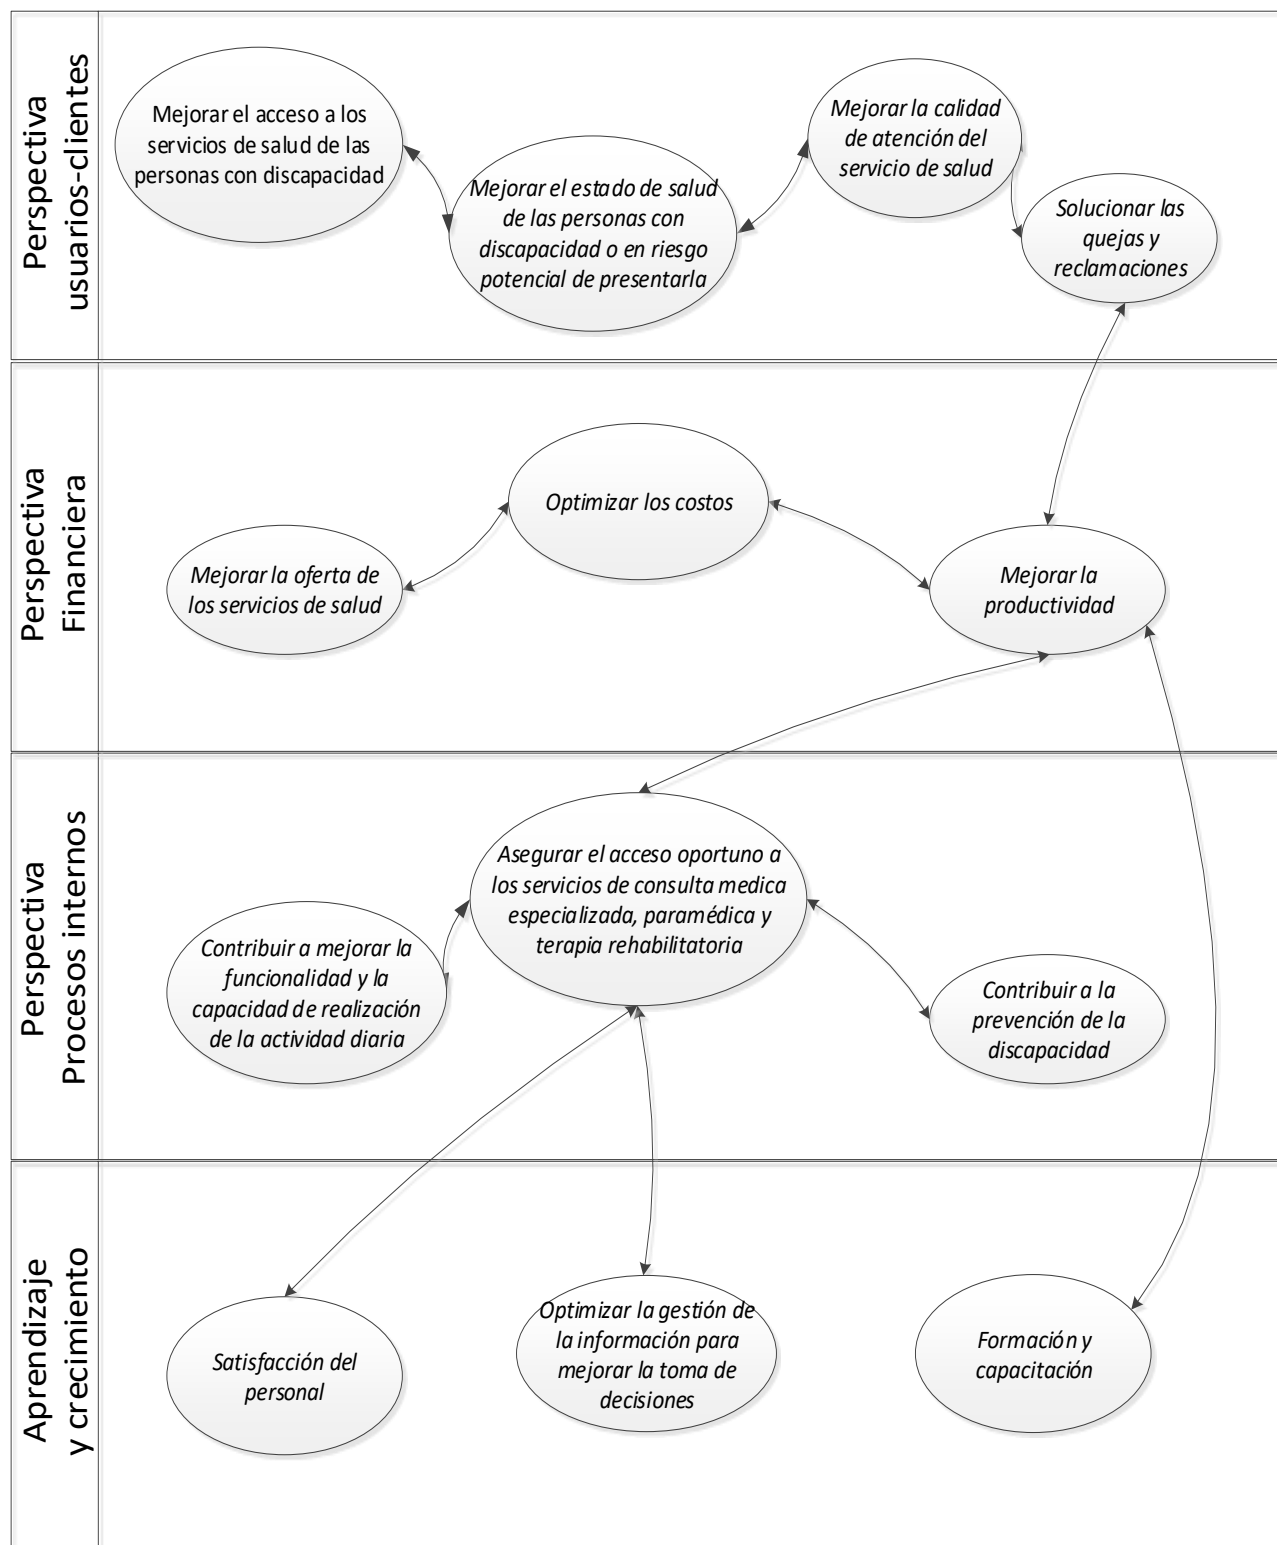 Perspectiva
usuarios-clientes
Mejorar el acceso a los
servicios de salud de las
personas con discapacidad
Mejorar el estado de salud
de las personas con
discapacidad o en riesgo
potencial de presentarla
Mejorar la calidad
de atención del
servicio de salud
Solucionar las
quejas y
reclamaciones
Perspectiva
Financiera
Mejorar la oferta de
los servicios de salud
Optimizar los costos
Mejorar la
productividad
Perspectiva
Procesos internos
Contribuir a mejorar la
funcionalidad y la
capacidad de realización
de la actividad diaria
Asegurar el acceso oportuno a
los servicios de consulta medica
especializada, paramédica y
terapia rehabilitatoria
Contribuir a la
prevención de la
discapacidad
Aprendizaje
y crecimiento
Satisfacción del
personal
Optimizar la gestión de
la información para
mejorar la toma de
decisiones
Formación y
capacitación